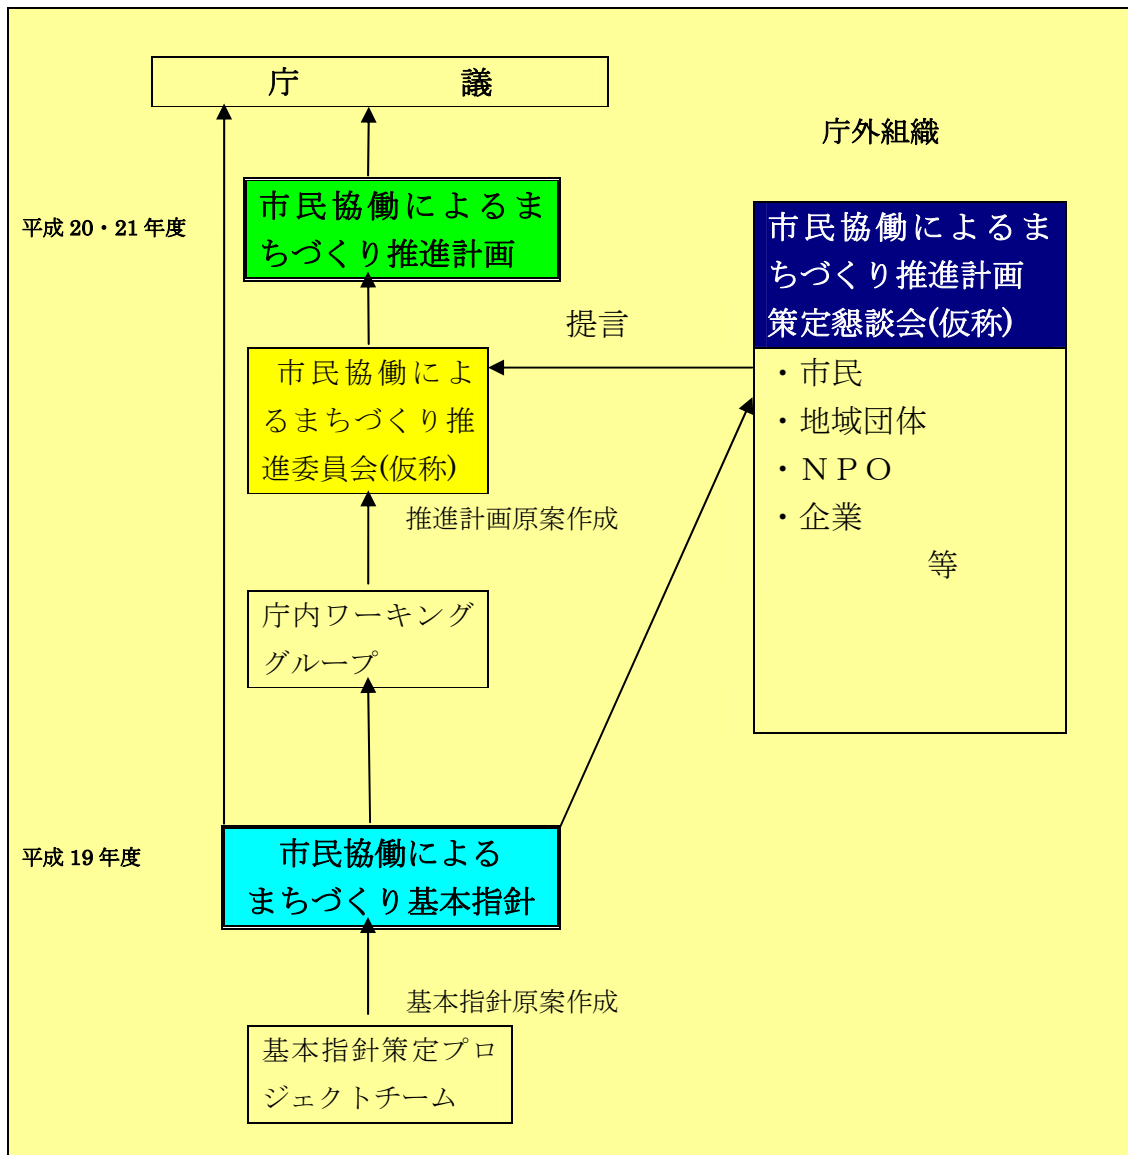 庁　　　　　　議
庁外組織
平成 20・21 年度
市民協働によるま
ちづくり推進計画
市民協働によるま
ちづくり推進計画
策定懇談会(仮称)
提言
・市民
・地域団体
・ＮＰＯ
・企業
等
市民協働によ
るまちづくり推
進委員会(仮称)
推進計画原案作成
庁内ワーキング
グループ
平成 19 年度
市民協働による
まちづくり基本指針
基本指針原案作成
基本指針策定プロ
ジェクトチーム